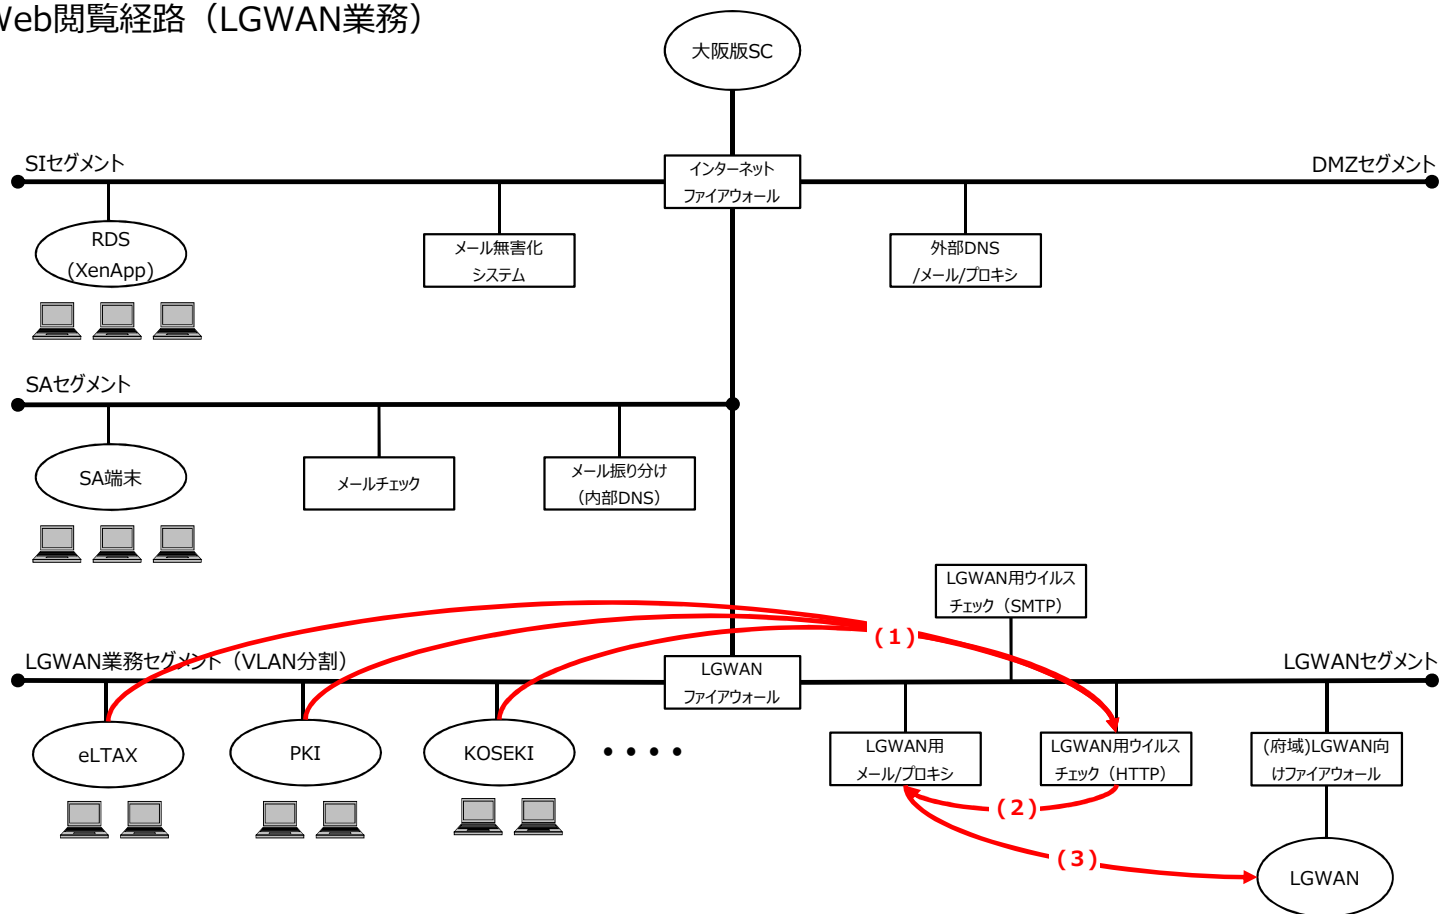 Web閲覧経路（LGWAN業務）
大阪版SC
SIセグメント
インターネット
ファイアウォール
DMZセグメント
RDS
(XenApp)
メール無害化
システム
外部DNS
/メール/プロキシ
SAセグメント
SA端末
メールチェック
メール振り分け
（内部DNS）
LGWAN用ウイルス
チェック（SMTP）
(1)
LGWAN業務セグメント（VLAN分割）
LGWAN
ファイアウォール
LGWANセグメント
eLTAX
PKI
KOSEKI
・・・・
LGWAN用
メール/プロキシ
LGWAN用ウイルス
チェック（HTTP）
(府域)LGWAN向
けファイアウォール
(2)
(3)
LGWAN